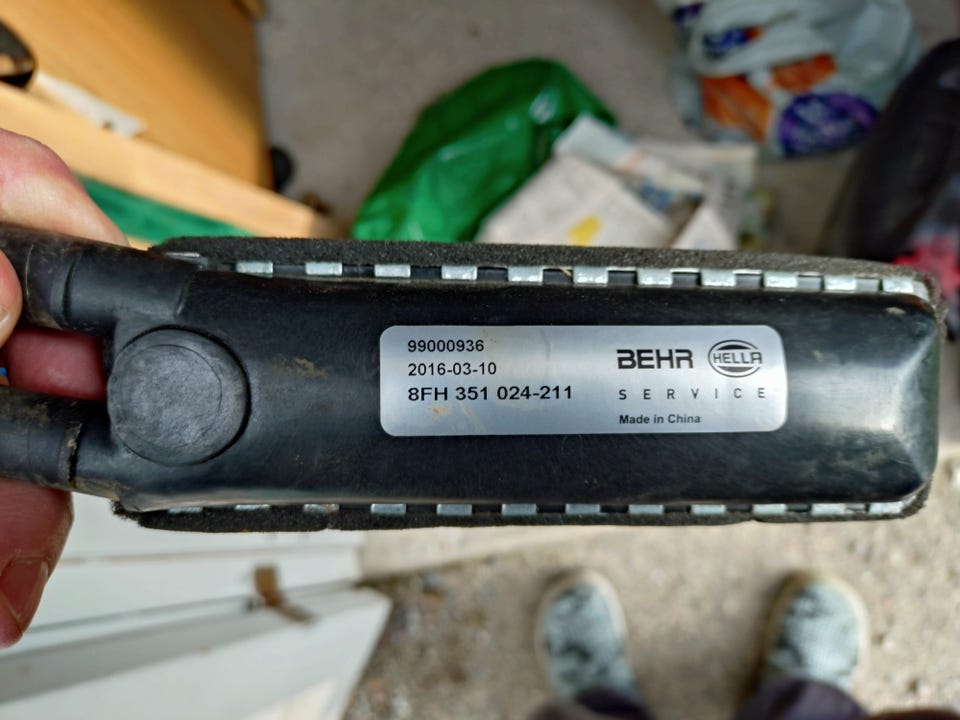 99000936
2016-03-10
8FH 351 024-211
BEHR HELLA
SERVICE
Made in China